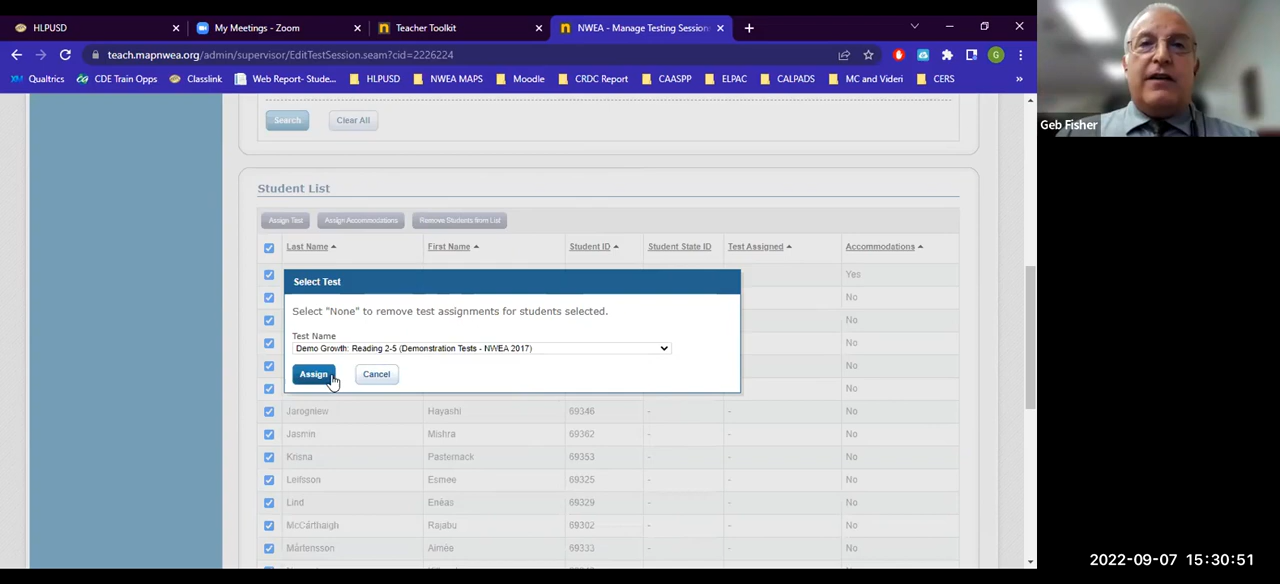 HLPUSD
My Meetings - Zoom
Teacher Toolkit
NWEA - Manage Testing Session
teach.mapnwea.org/admin/supervisor/EditTestSession.seam?cid=2226224
G
Qualtrics CDE Train Opps Classlink Web Report- Stude... HLPUSD NWEA MAPS Moodle CRDC Report CAASPP ELPAC CALPADS MC and Videri CERS »
Geb Fisher
Search Clear All
Student List
Assign Test Assign Accommodations Remove Students from List
Last Name First Name Student ID Student State ID Test Assigned Accommodations
Yes
Select Test
No
Select "None" to remove test assignments for students selected.
No
Test Name
No
Demo Growth: Reading 2-5 (Demonstration Tests - NWEA 2017)
No
Assign Cancel
No
Jarogniew Hayashi 69346 - - No
Jasmin Mishra 69362 - - No
Krisna Pasternack 69353 - - No
Leifsson Esmee 69325 - - No
Lind Enéas 69329 - - No
McCárthaigh Rajabu 69302 - - No
Mårtensson Aimée 69333 - - No
2022-09-07 15:30:51